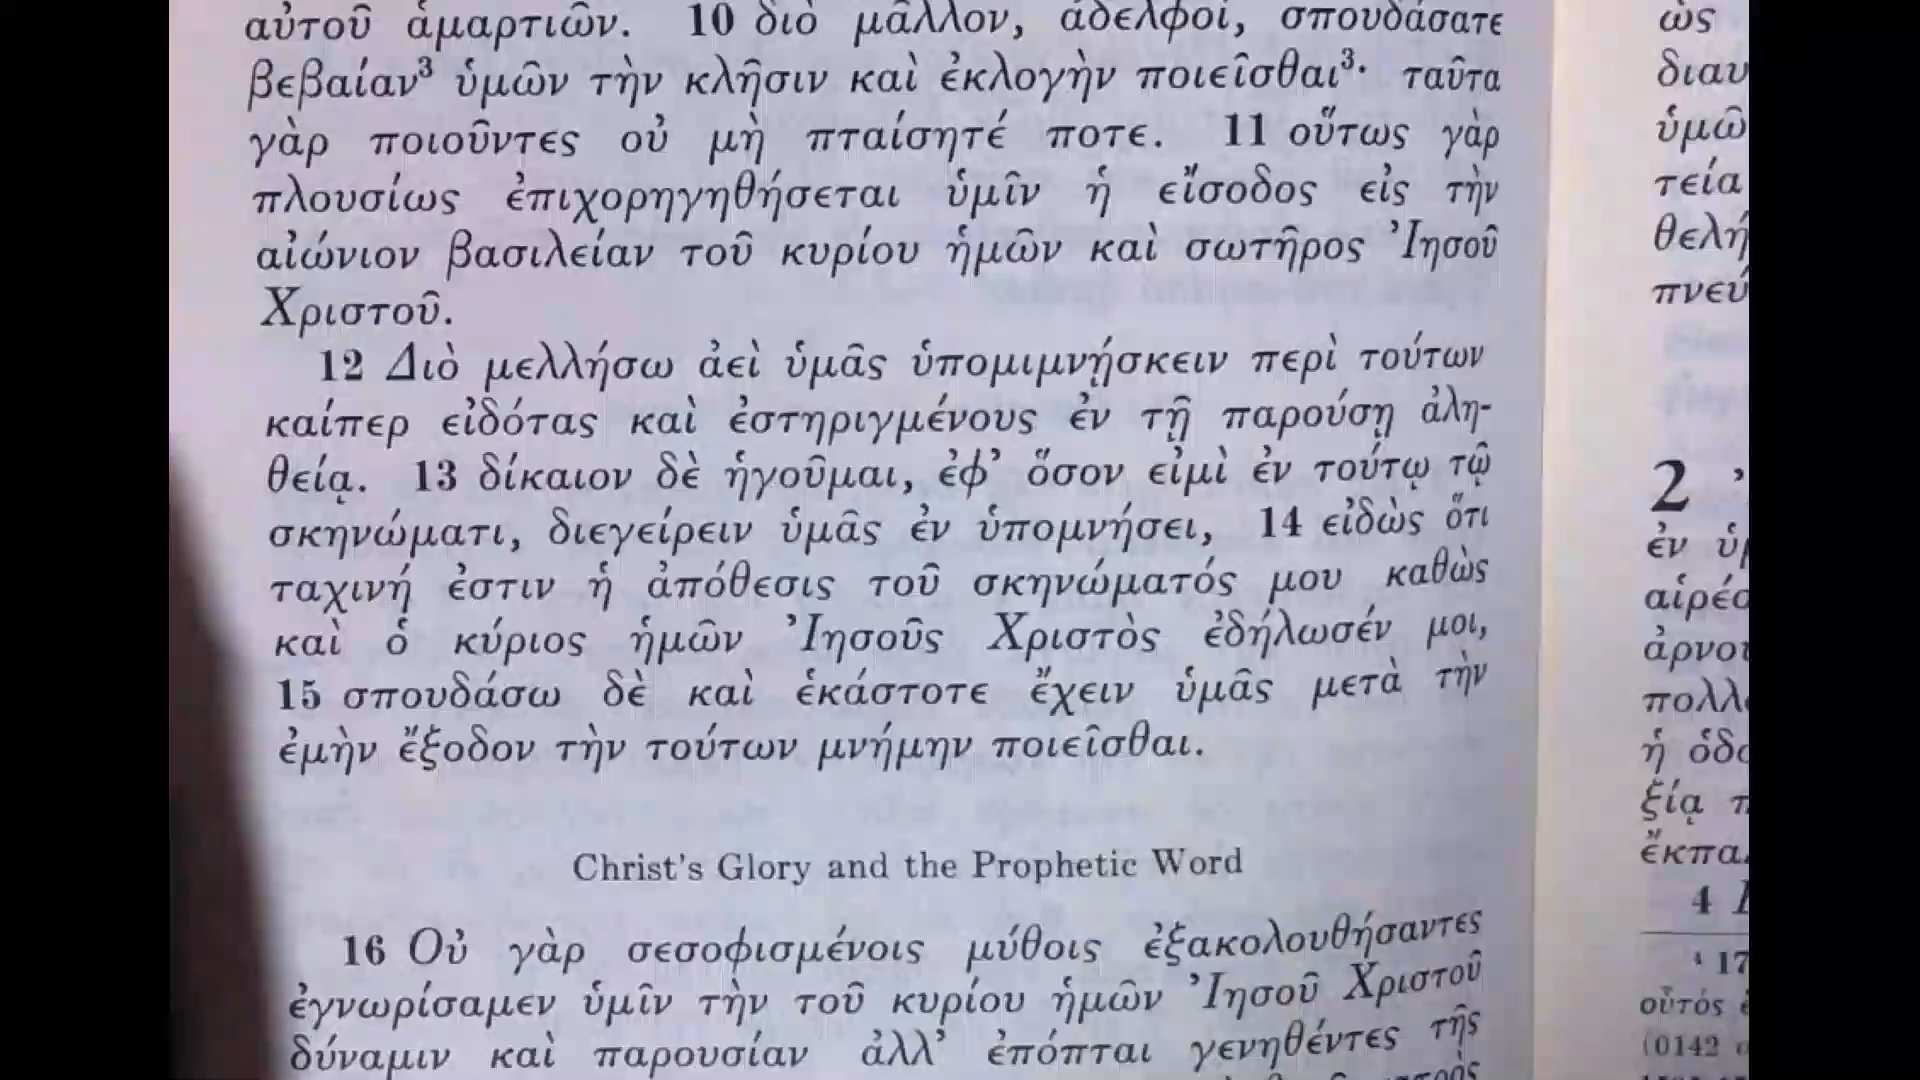 αὐτοῦ ἁμαρτιῶν. 10 διὸ μᾶλλον, ἀδελφοί, σπουδάσατε
βεβαίαν³ ὑμῶν τὴν κλῆσιν καὶ ἐκλογὴν ποιεῖσθαι³· ταῦτα
γὰρ ποιοῦντες οὐ μὴ πταίσητέ ποτε. 11 οὕτως γὰρ
πλουσίως ἐπιχορηγηθήσεται ὑμῖν ἡ εἴσοδος εἰς τὴν
αἰώνιον βασιλείαν τοῦ κυρίου ἡμῶν καὶ σωτῆρος Ἰησοῦ
Χριστοῦ.
12 Διὸ μελλήσω ἀεὶ ὑμᾶς ὑπομιμνῄσκειν περὶ τούτων
καίπερ εἰδότας καὶ ἐστηριγμένους ἐν τῇ παρούσῃ ἀλη-
θείᾳ. 13 δίκαιον δὲ ἡγοῦμαι, ἐφ’ ὅσον εἰμὶ ἐν τούτῳ τῷ
σκηνώματι, διεγείρειν ὑμᾶς ἐν ὑπομνήσει, 14 εἰδὼς ὅτι
ταχινή ἐστιν ἡ ἀπόθεσις τοῦ σκηνώματός μου καθὼς
καὶ ὁ κύριος ἡμῶν Ἰησοῦς Χριστὸς ἐδήλωσέν μοι,
15 σπουδάσω δὲ καὶ ἑκάστοτε ἔχειν ὑμᾶς μετὰ τὴν
ἐμὴν ἔξοδον τὴν τούτων μνήμην ποιεῖσθαι.
Christ's Glory and the Prophetic Word
16 Οὐ γὰρ σεσοφισμένοις μύθοις ἐξακολουθήσαντες
ἐγνωρίσαμεν ὑμῖν τὴν τοῦ κυρίου ἡμῶν Ἰησοῦ Χριστοῦ
δύναμιν καὶ παρουσίαν ἀλλ’ ἐπόπται γενηθέντες τῆς
ὡς
διαυ
ὑμῶ
τεία
θελή
πνεύ
2
ἐν ὑμ
αἱρέσ
ἀρνου
πολλο
ἡ ὁδο
ξίᾳ π
ἔκπα
4
⁴ 17
οὗτός
(0142